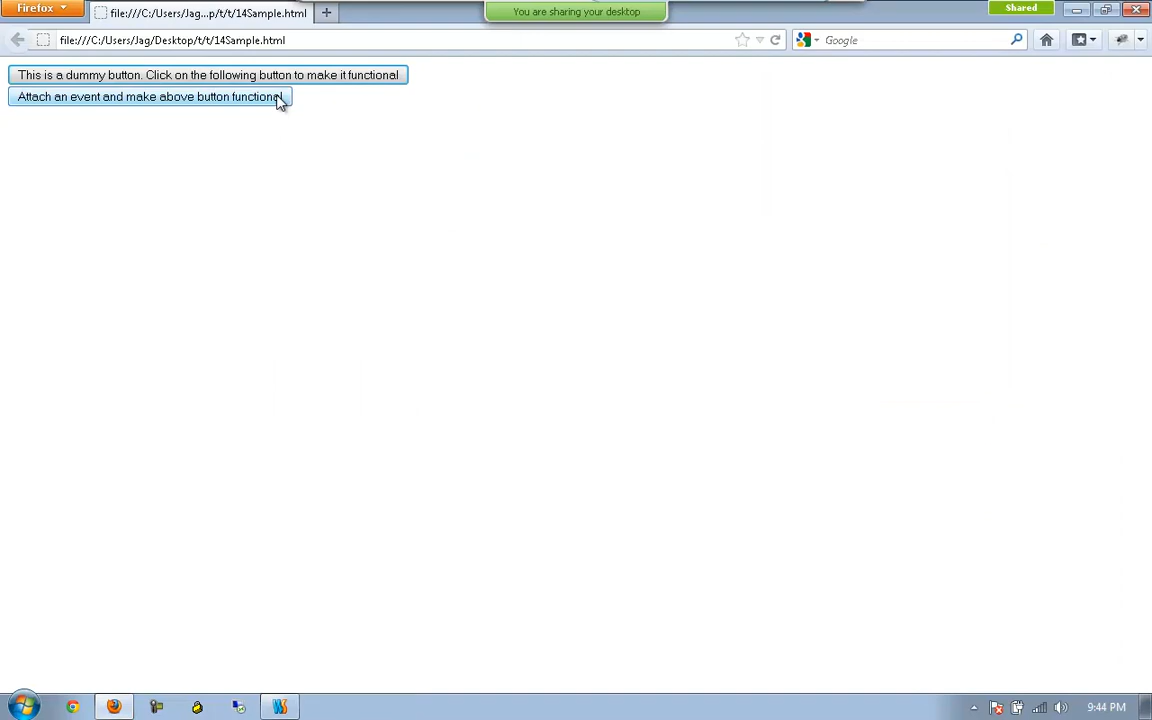 Firefox
file:///C:/Users/Jag...p/t/t/14Sample.html
You are sharing your desktop
Shared
file:///C:/Users/Jag/Desktop/t/t/14Sample.html
Google
This is a dummy button. Click on the following button to make it functional
Attach an event and make above button functional
9:44 PM